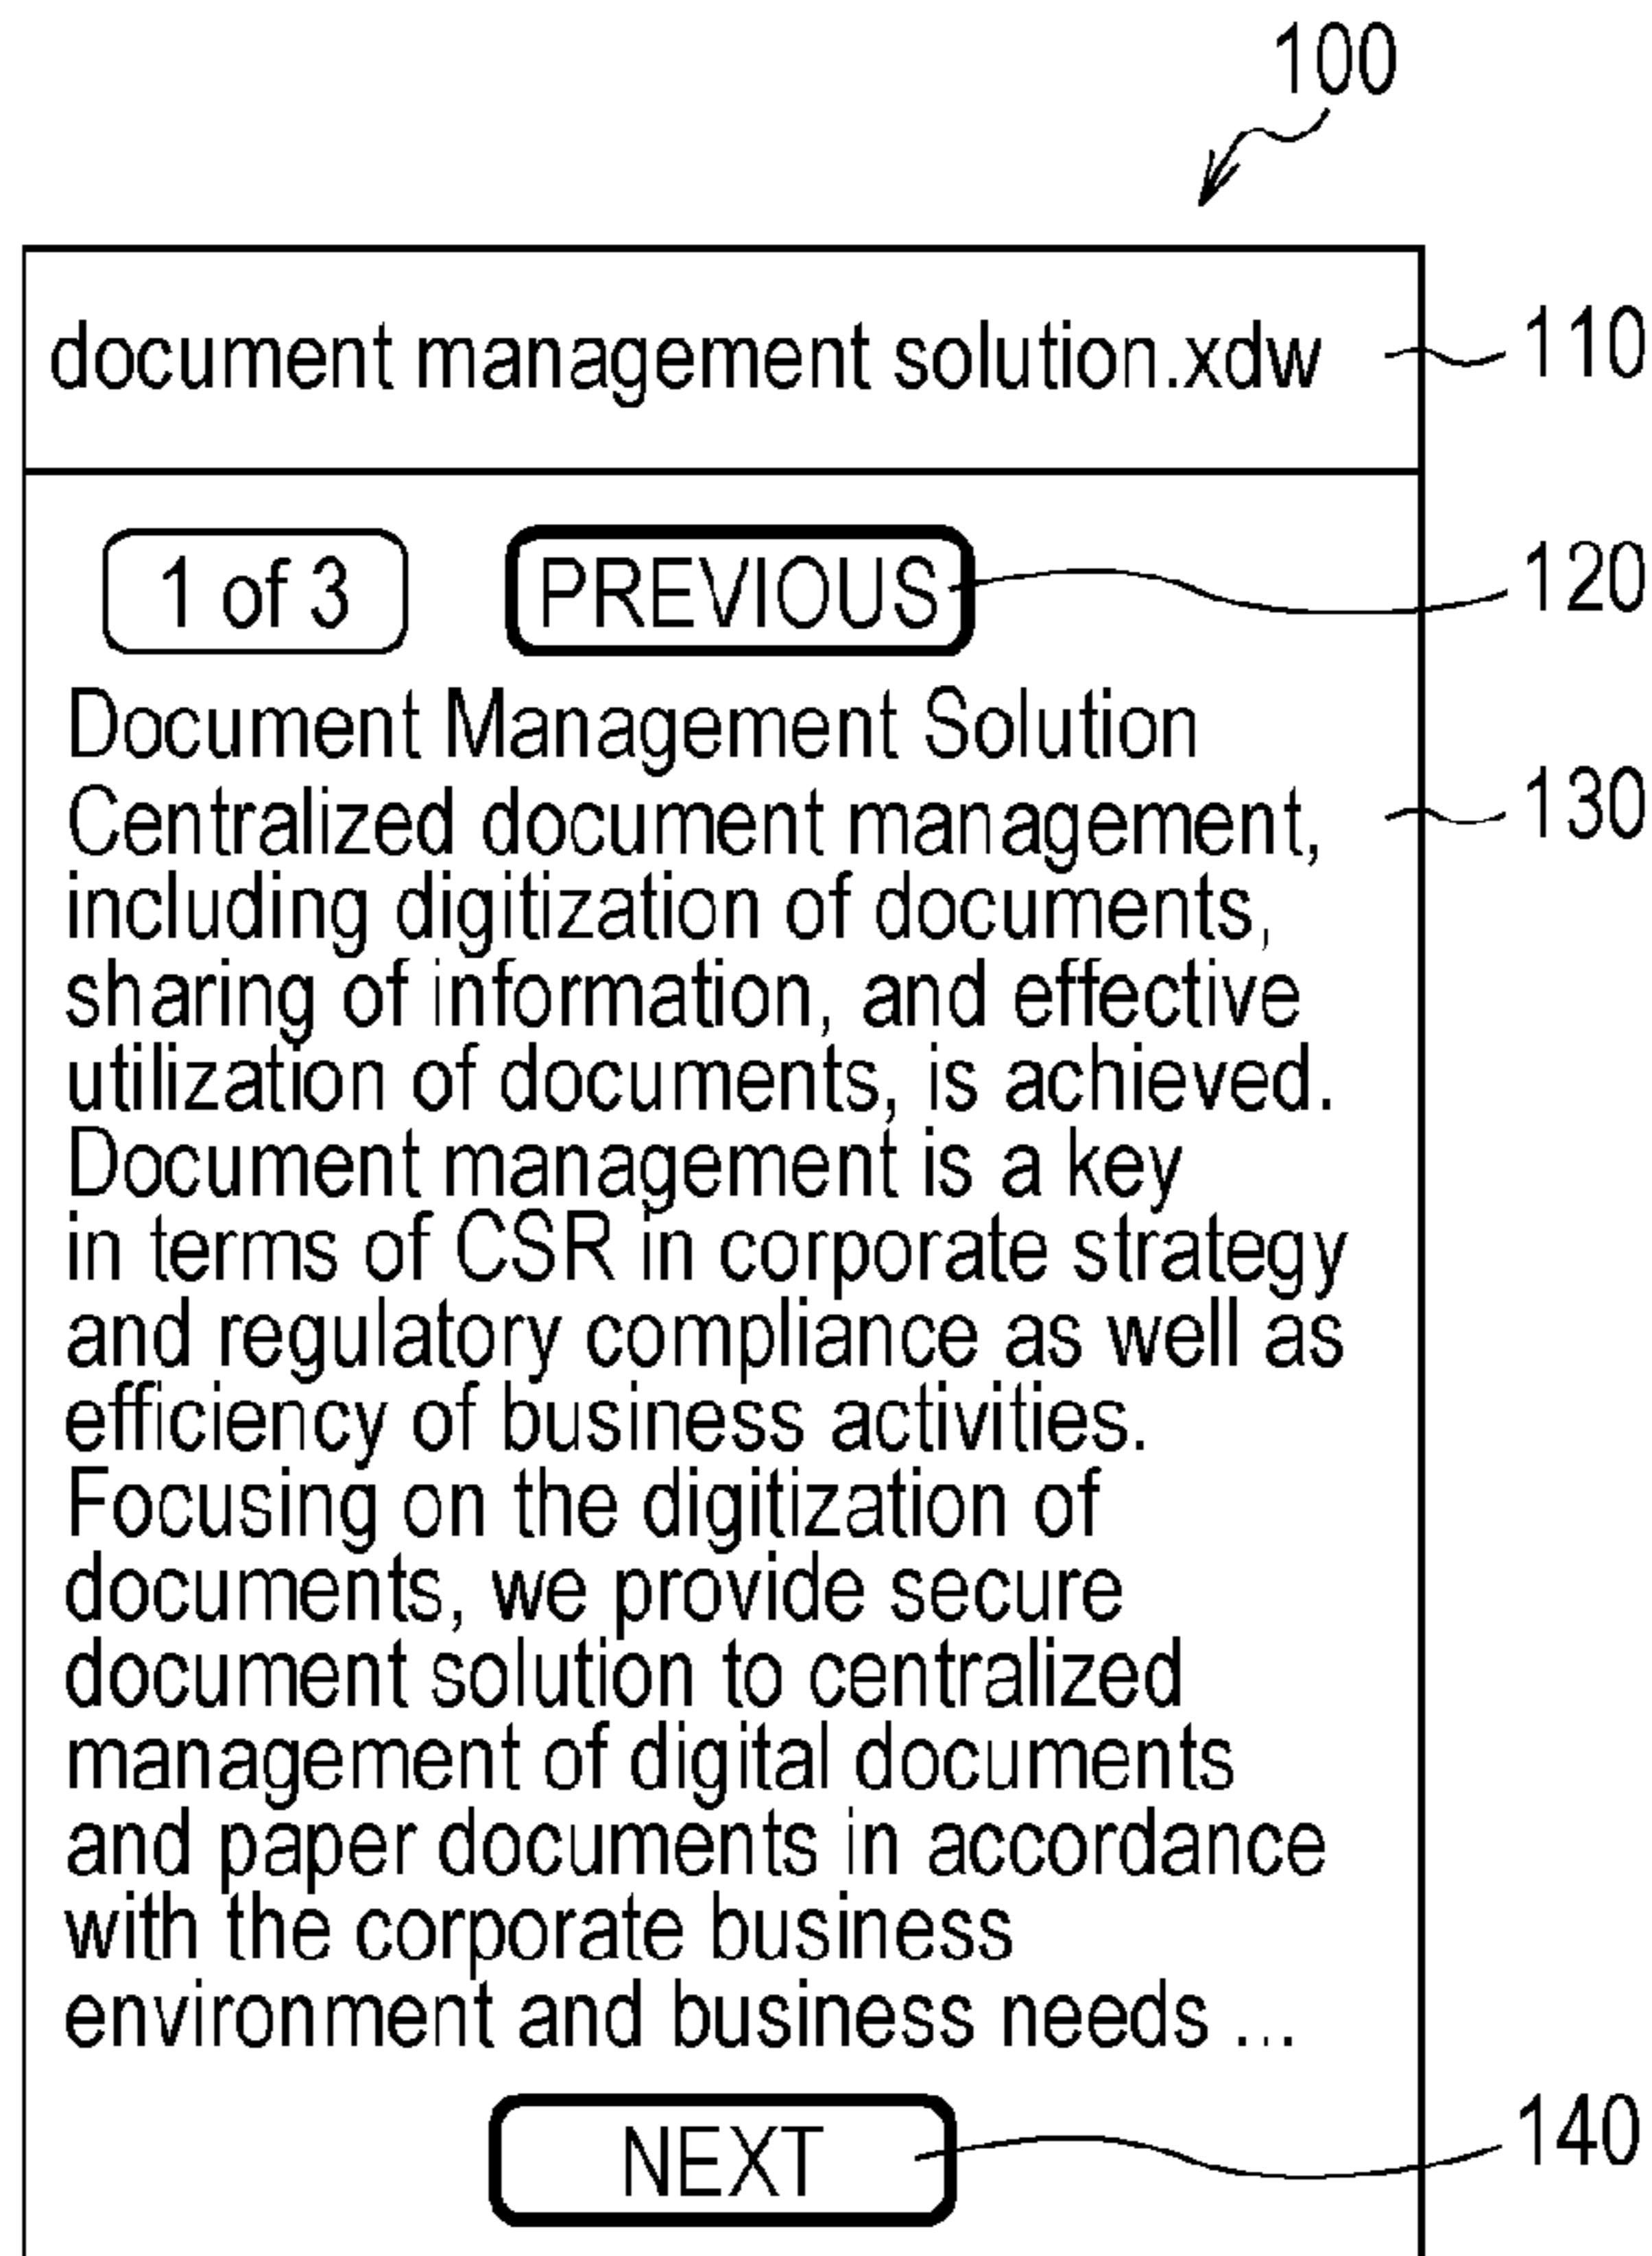 100
document management solution.xdw 110
1 of 3 PREVIOUS 120
Document Management Solution
Centralized document management, 130
including digitization of documents,
sharing of information, and effective
utilization of documents, is achieved.
Document management is a key
in terms of CSR in corporate strategy
and regulatory compliance as well as
efficiency of business activities.
Focusing on the digitization of
documents, we provide secure
document solution to centralized
management of digital documents
and paper documents in accordance
with the corporate business
environment and business needs ...
NEXT 140